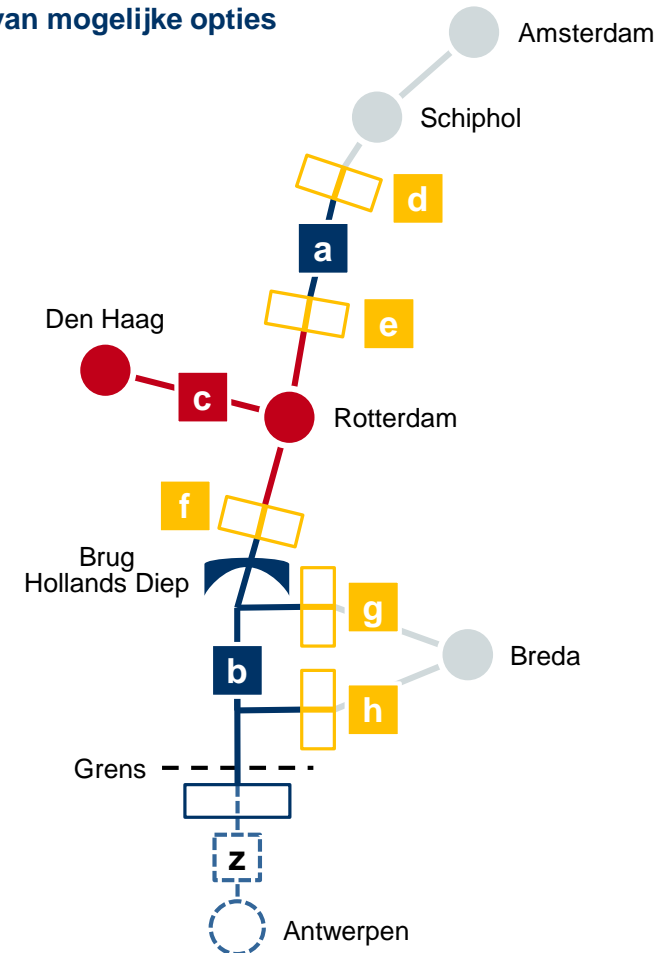 van mogelijke opties
Amsterdam
Schiphol
d
a
e
Den Haag
c
Rotterdam
f
Brug
Hollands Diep
g
b
Breda
h
Grens
z
Antwerpen